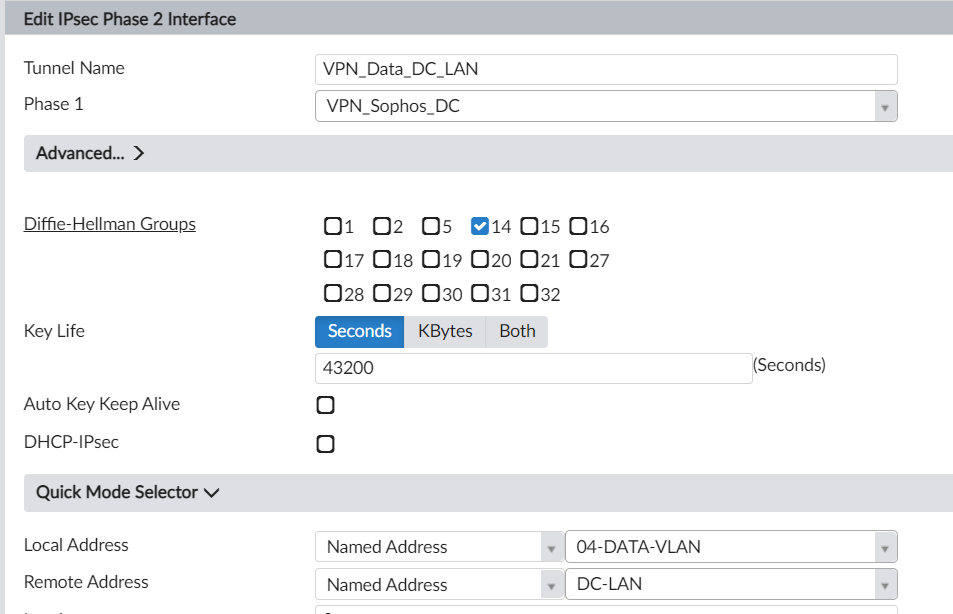 Edit IPsec Phase 2 Interface
Tunnel Name VPN_Data_DC_LAN
Phase 1 VPN_Sophos_DC
Advanced...
Diffie-Hellman Groups 1 2 5 14 15 16
17 18 19 20 21 27
28 29 30 31 32
Key Life Seconds KBytes Both
43200 (Seconds)
Auto Key Keep Alive
DHCP-IPsec
Quick Mode Selector
Local Address Named Address 04-DATA-VLAN
Remote Address Named Address DC-LAN